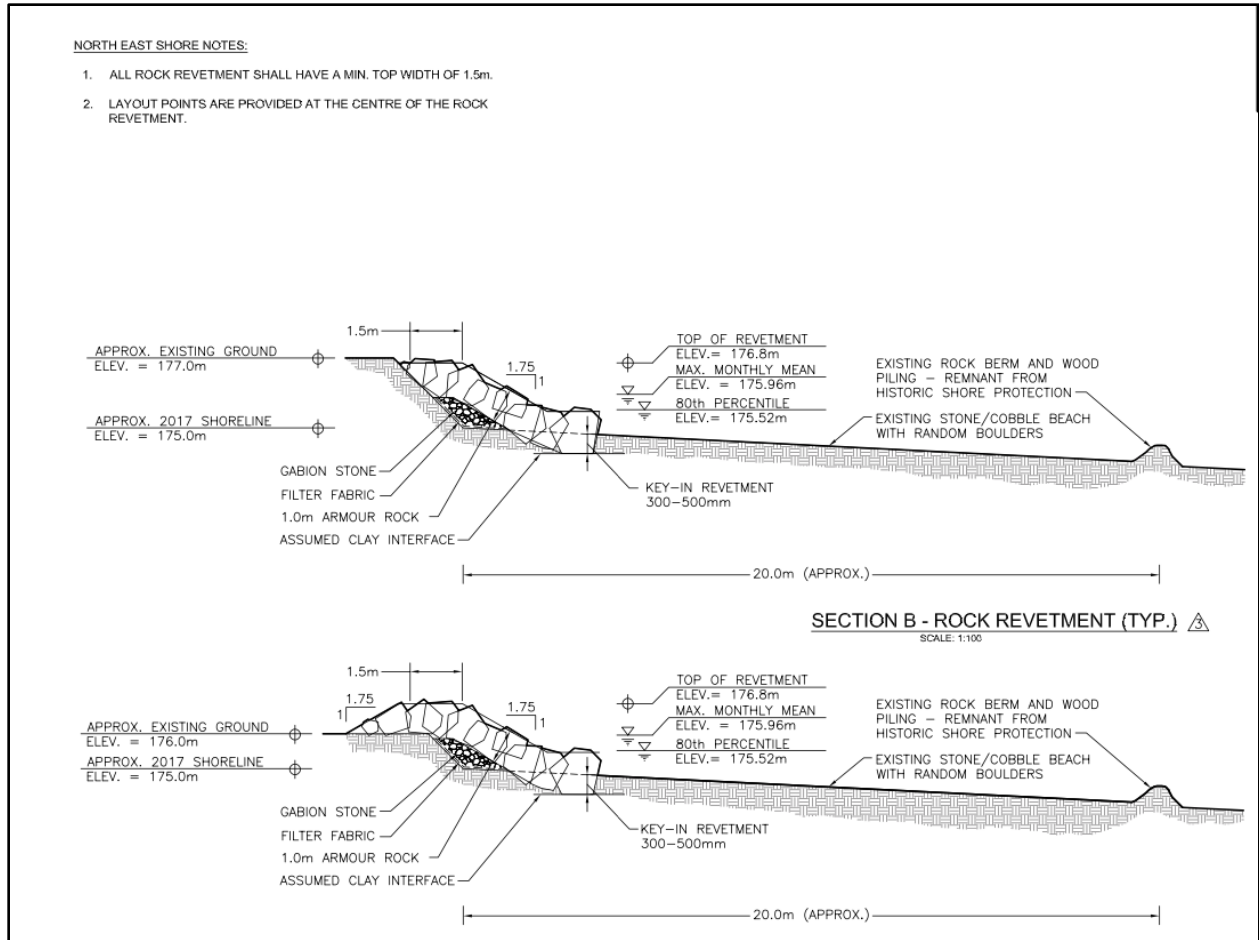 NORTH EAST SHORE NOTES:
1. ALL ROCK REVETMENT SHALL HAVE A MIN. TOP WIDTH OF 1.5m.
2. LAYOUT POINTS ARE PROVIDED AT THE CENTRE OF THE ROCK
REVETMENT.
1.5m
APPROX. EXISTING GROUND
ELEV. = 177.0m
APPROX. 2017 SHORELINE
ELEV. = 175.0m
GABION STONE
FILTER FABRIC
1.0m ARMOUR ROCK
ASSUMED CLAY INTERFACE
1.75
1
TOP OF REVETMENT
ELEV.= 176.8m
MAX. MONTHLY MEAN
ELEV. = 175.96m
80th PERCENTILE
ELEV.= 175.52m
KEY-IN REVETMENT
300-500mm
EXISTING ROCK BERM AND WOOD
PILING - REMNANT FROM
HISTORIC SHORE PROTECTION
EXISTING STONE/COBBLE BEACH
WITH RANDOM BOULDERS
20.0m (APPROX.)
SECTION B - ROCK REVETMENT (TYP.) 3
SCALE: 1:100
1.5m
1.75
1
APPROX. EXISTING GROUND
ELEV. = 176.0m
APPROX. 2017 SHORELINE
ELEV. = 175.0m
GABION STONE
FILTER FABRIC
1.0m ARMOUR ROCK
ASSUMED CLAY INTERFACE
1.75
1
TOP OF REVETMENT
ELEV.= 176.8m
MAX. MONTHLY MEAN
ELEV. = 175.96m
80th PERCENTILE
ELEV.= 175.52m
KEY-IN REVETMENT
300-500mm
EXISTING ROCK BERM AND WOOD
PILING - REMNANT FROM
HISTORIC SHORE PROTECTION
EXISTING STONE/COBBLE BEACH
WITH RANDOM BOULDERS
20.0m (APPROX.)